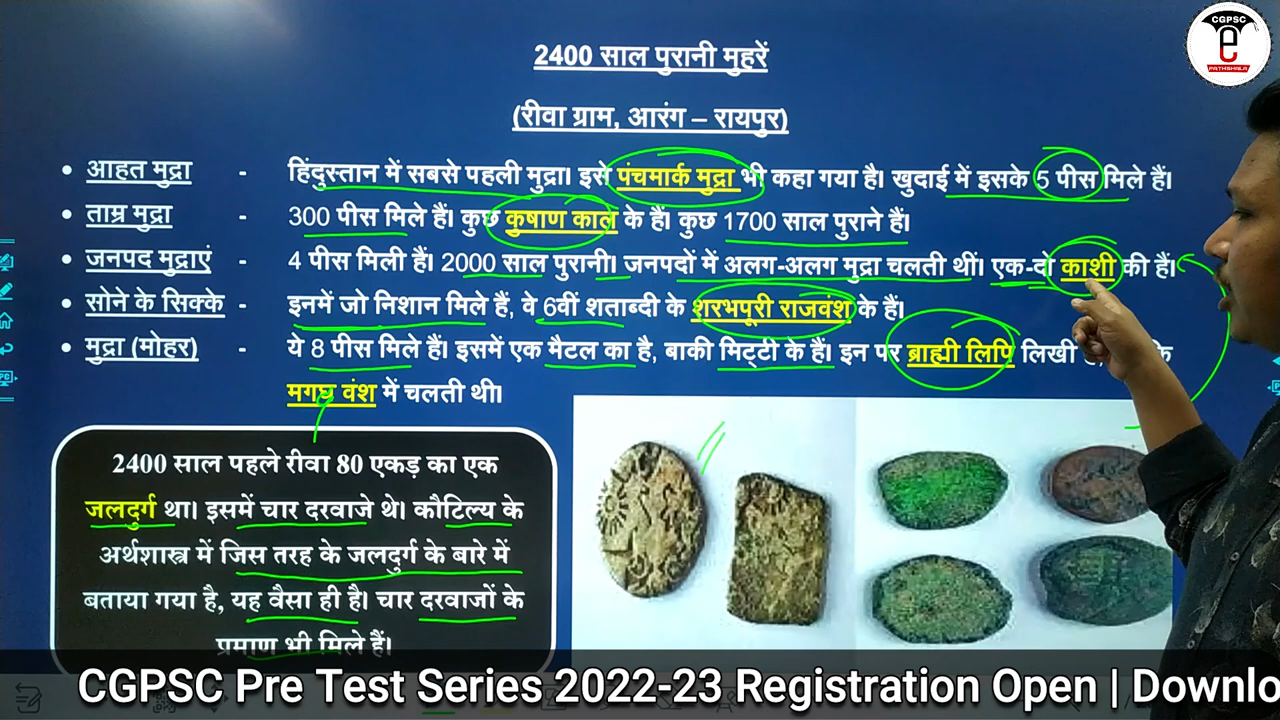 CGPSC
e
PATHSHALA
2400 साल पुरानी मुहरें
(रीवा ग्राम, आरंग – रायपुर)
• आहत मुद्रा - हिंदुस्तान में सबसे पहली मुद्रा। इसे पंचमार्क मुद्रा भी कहा गया है। खुदाई में इसके 5 पीस मिले हैं।
• ताम्र मुद्रा - 300 पीस मिले हैं। कुछ कुषाण काल के हैं। कुछ 1700 साल पुराने हैं।
• जनपद मुद्राएं - 4 पीस मिली हैं। 2000 साल पुरानी। जनपदों में अलग-अलग मुद्रा चलती थीं। एक-दो काशी की हैं।
• सोने के सिक्के - इनमें जो निशान मिले हैं, वे 6वीं शताब्दी के शरभपूरी राजवंश के हैं।
• मुद्रा (मोहर) - ये 8 पीस मिले हैं। इसमें एक मैटल का है, बाकी मिट्टी के हैं। इन पर ब्राह्मी लिपि लिखी
मगध वंश में चलती थी।
2400 साल पहले रीवा 80 एकड़ का एक
जलदुर्ग था। इसमें चार दरवाजे थे। कौटिल्य के
अर्थशास्त्र में जिस तरह के जलदुर्ग के बारे में
बताया गया है, यह वैसा ही है। चार दरवाजों के
प्रमाण भी मिले हैं।
CGPSC Pre Test Series 2022-23 Registration Open | Downlo